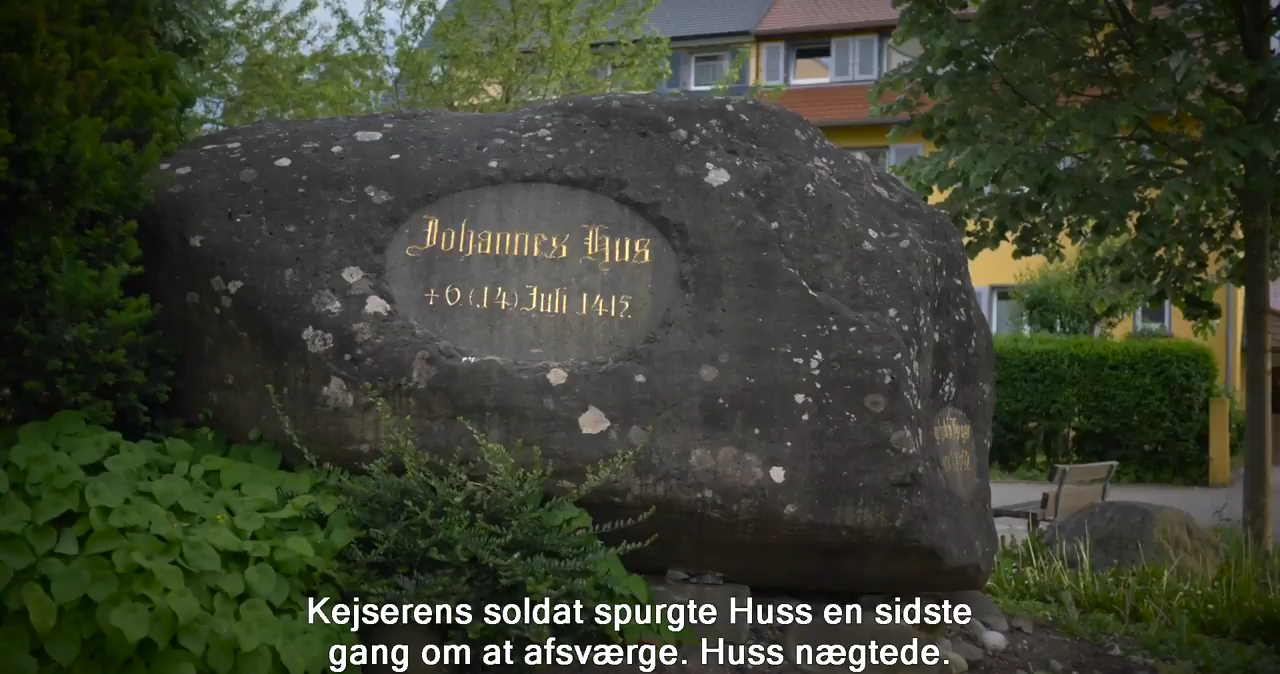 Johannes Hus
+ 6. (14.) Juli 1415.
Kejserens soldat spurgte Huss en sidste
gang om at afsværge. Huss nægtede.